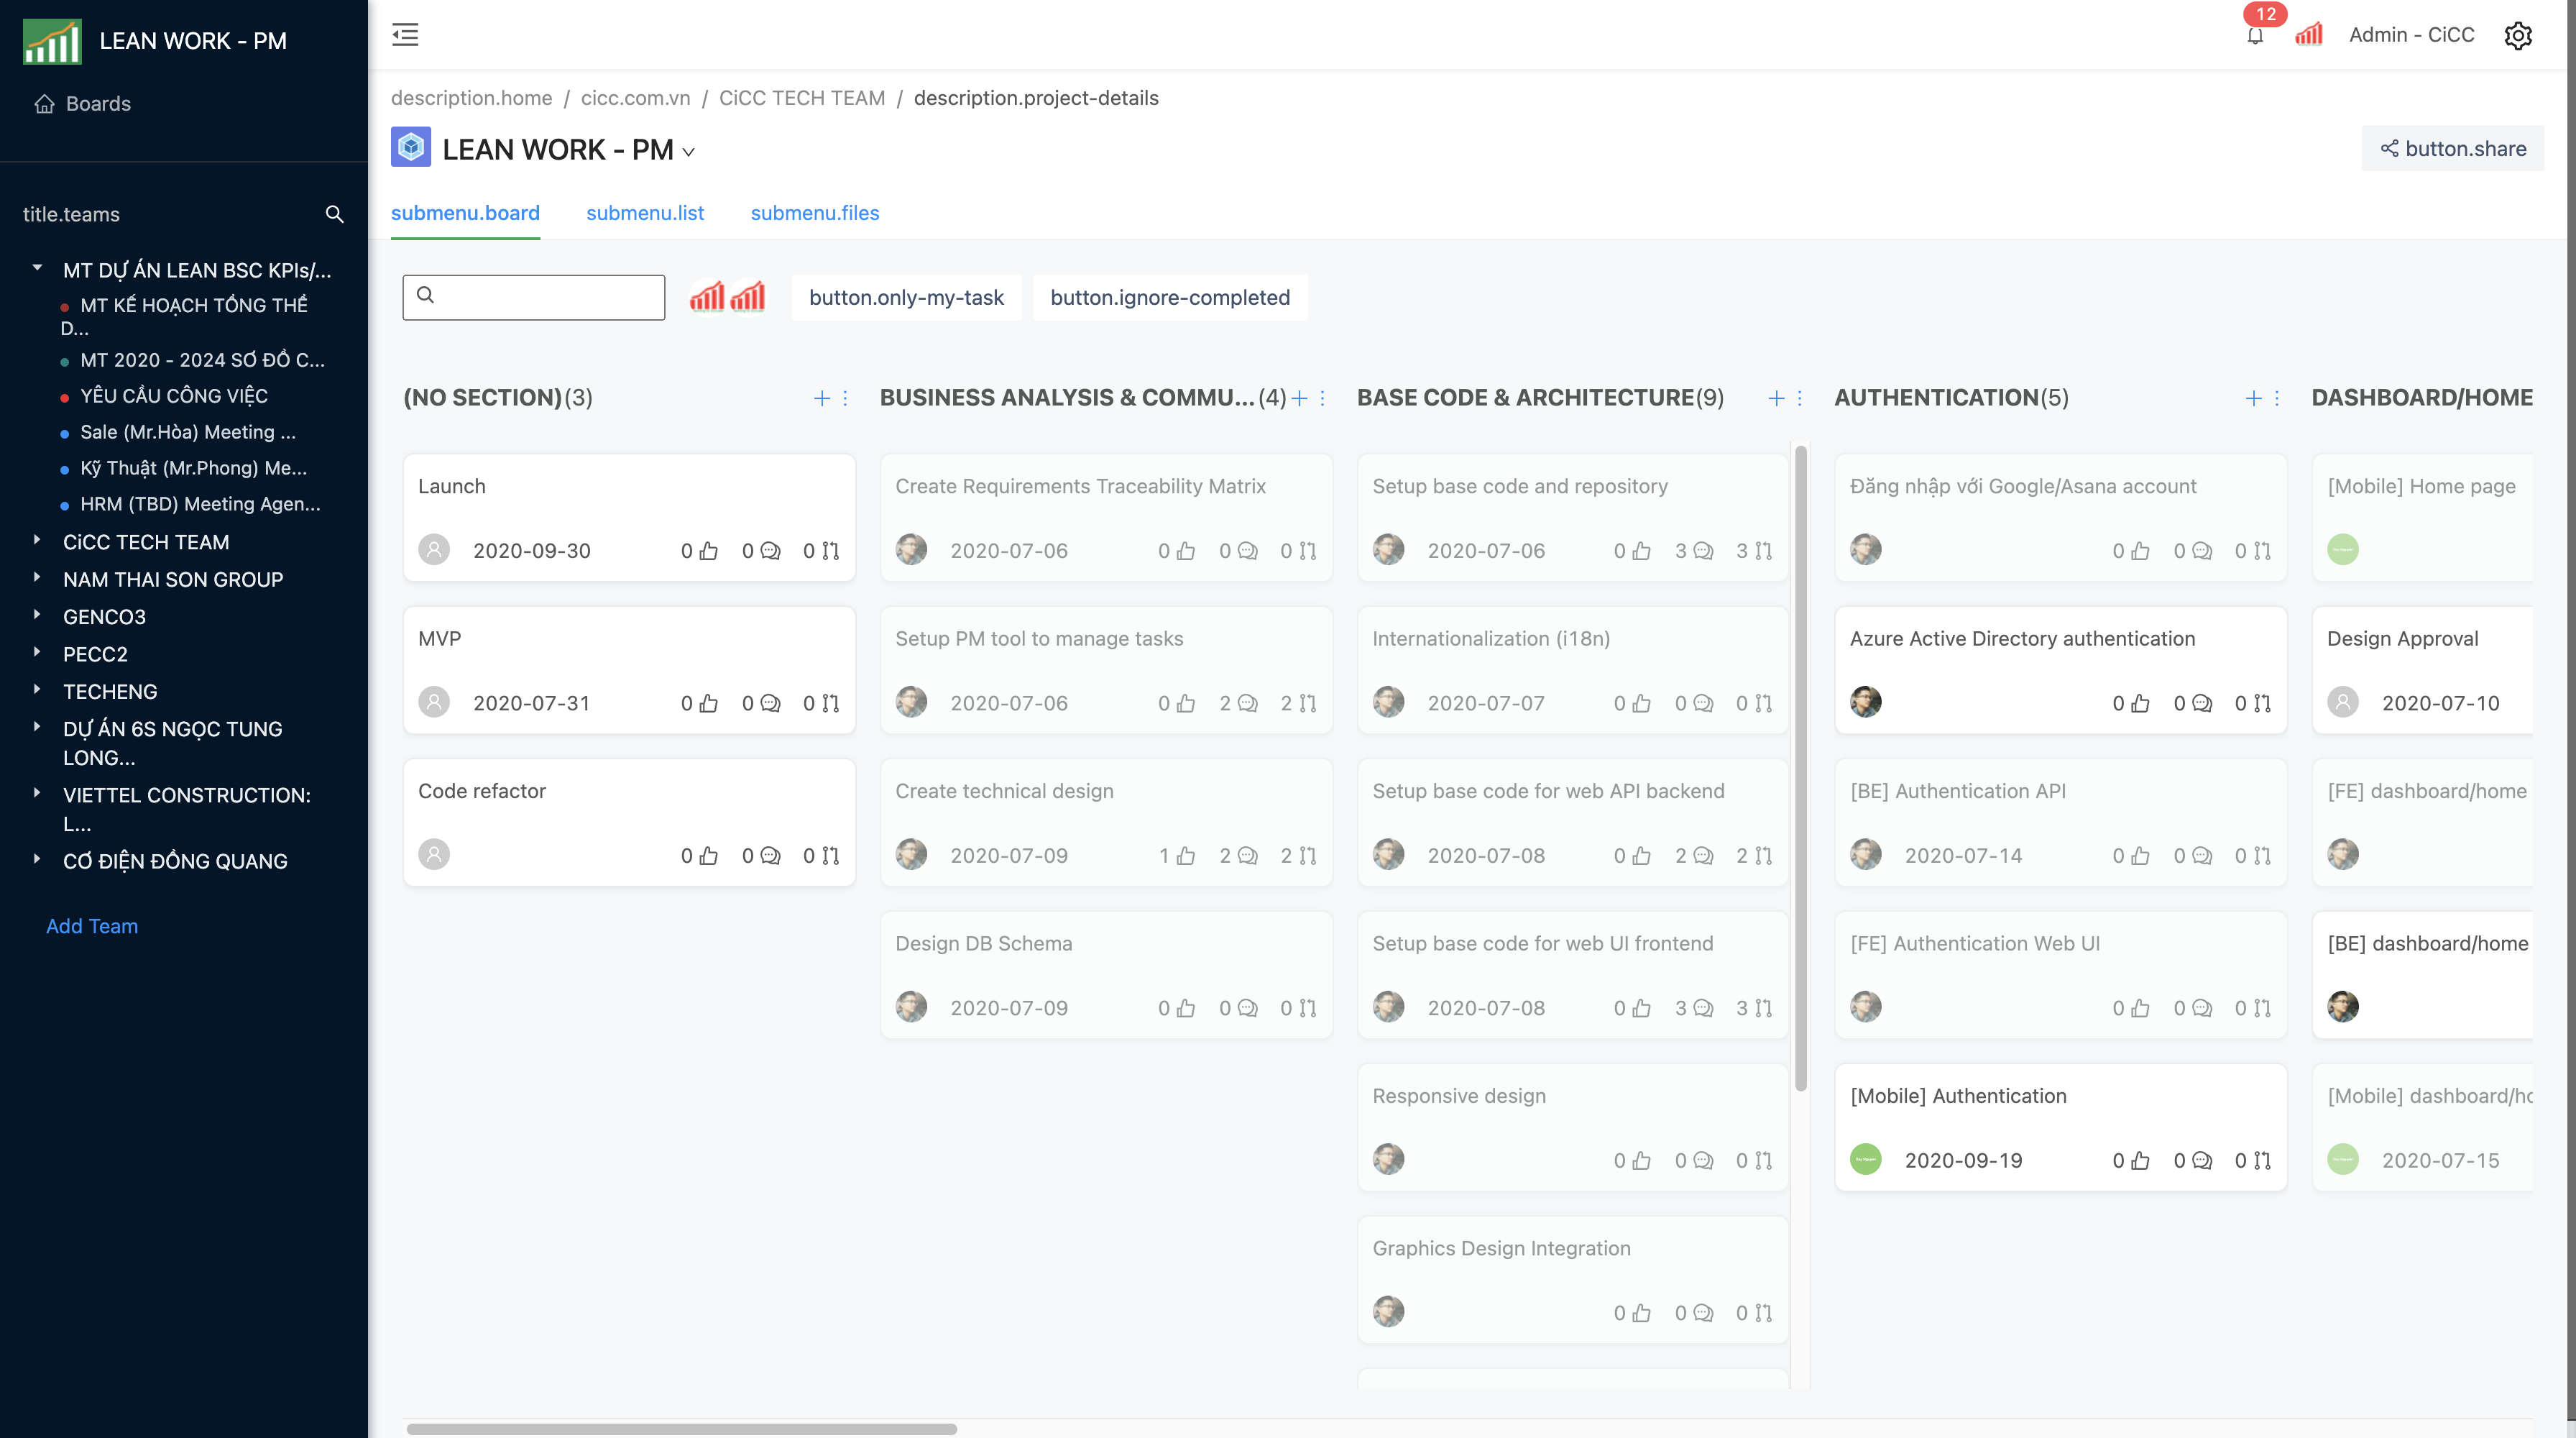 LEAN WORK - PM
Boards
title.teams
MT DỰ ÁN LEAN BSC KPIs/...
MT KẾ HOẠCH TỔNG THỂ
D...
MT 2020 - 2024 SƠ ĐỒ C...
YÊU CẦU CÔNG VIỆC
Sale (Mr.Hòa) Meeting ...
Kỹ Thuật (Mr.Phong) Me...
HRM (TBD) Meeting Agen...
CiCC TECH TEAM
NAM THAI SON GROUP
GENCO3
PECC2
TECHENG
DỰ ÁN 6S NGỌC TUNG
LONG...
VIETTEL CONSTRUCTION:
L...
CƠ ĐIỆN ĐỒNG QUANG
Add Team
12
Admin - CiCC
description.home / cicc.com.vn / CiCC TECH TEAM / description.project-details
LEAN WORK - PM
button.share
submenu.board submenu.list submenu.files
button.only-my-task button.ignore-completed
(NO SECTION)(3)
Launch
2020-09-30 0 0 0
MVP
2020-07-31 0 0 0
Code refactor
0 0 0
BUSINESS ANALYSIS & COMMU...(4)
Create Requirements Traceability Matrix
2020-07-06 0 0 0
Setup PM tool to manage tasks
2020-07-06 0 2 2
Create technical design
2020-07-09 1 2 2
Design DB Schema
2020-07-09 0 0 0
BASE CODE & ARCHITECTURE(9)
Setup base code and repository
2020-07-06 0 3 3
Internationalization (i18n)
2020-07-07 0 0 0
Setup base code for web API backend
2020-07-08 0 2 2
Setup base code for web UI frontend
2020-07-08 0 3 3
Responsive design
0 0 0
Graphics Design Integration
0 0 0
AUTHENTICATION(5)
Đăng nhập với Google/Asana account
0 0 0
Azure Active Directory authentication
0 0 0
[BE] Authentication API
2020-07-14 0 0 0
[FE] Authentication Web UI
0 0 0
[Mobile] Authentication
2020-09-19 0 0 0
DASHBOARD/HOME
[Mobile] Home page
Design Approval
2020-07-10
[FE] dashboard/home
[BE] dashboard/home
[Mobile] dashboard/ho
2020-07-15